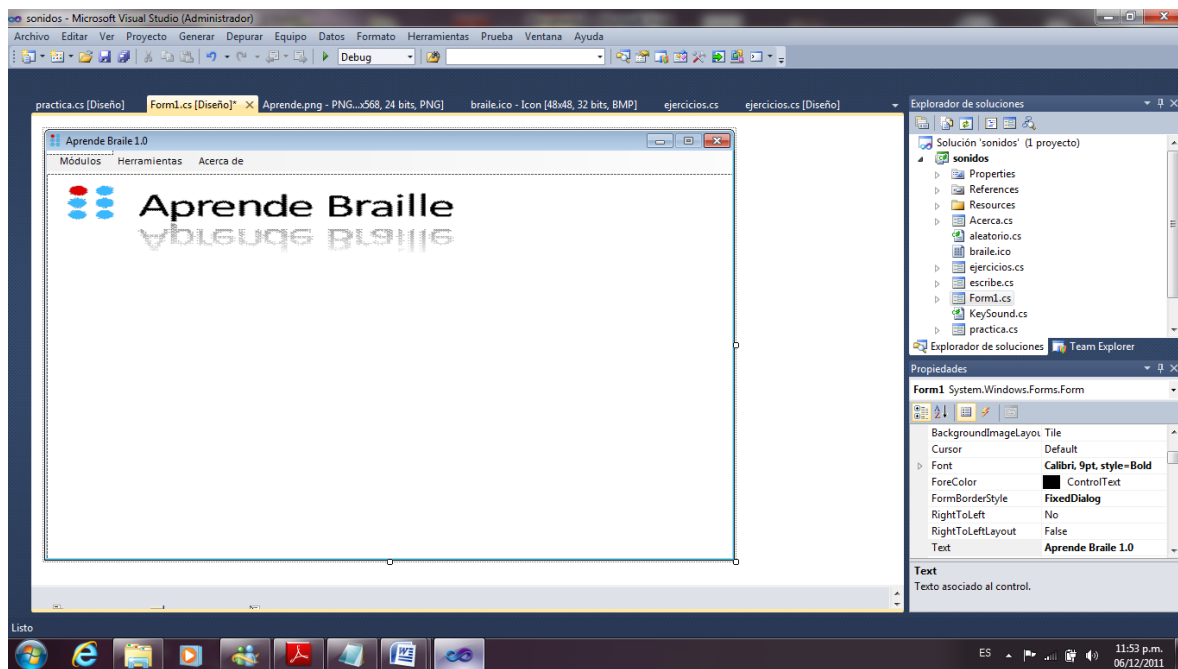 sonidos - Microsoft Visual Studio (Administrador)
Archivo Editar Ver Proyecto Generar Depurar Equipo Datos Formato Herramientas Prueba Ventana Ayuda
Debug
practica.cs [Diseño] Form1.cs [Diseño]* Aprende.png - PNG...x568, 24 bits, PNG] braile.ico - Icon [48x48, 32 bits, BMP] ejercicios.cs ejercicios.cs [Diseño]
Aprende Braile 1.0
Módulos Herramientas Acerca de
Aprende Braille
Explorador de soluciones
Solución 'sonidos' (1 proyecto)
sonidos
Properties
References
Resources
Acerca.cs
aleatorio.cs
braile.ico
ejercicios.cs
escribe.cs
Form1.cs
KeySound.cs
practica.cs
Explorador de soluciones Team Explorer
Propiedades
Form1 System.Windows.Forms.Form
BackgroundImageLayou Tile
Cursor Default
Font Calibri, 9pt, style=Bold
ForeColor ControlText
FormBorderStyle FixedDialog
RightToLeft No
RightToLeftLayout False
Text Aprende Braile 1.0
Text
Texto asociado al control.
Listo
ES 11:53 p.m.
06/12/2011